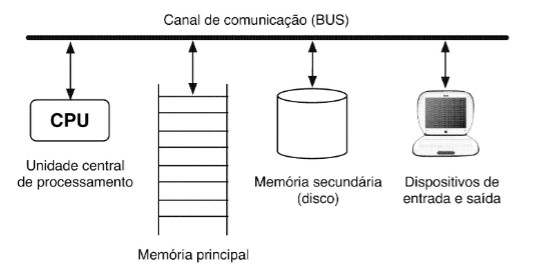 Canal de comunicação (BUS)
CPU
Unidade central
de processamento
Memória principal
Memória secundária
(disco)
Dispositivos de
entrada e saída